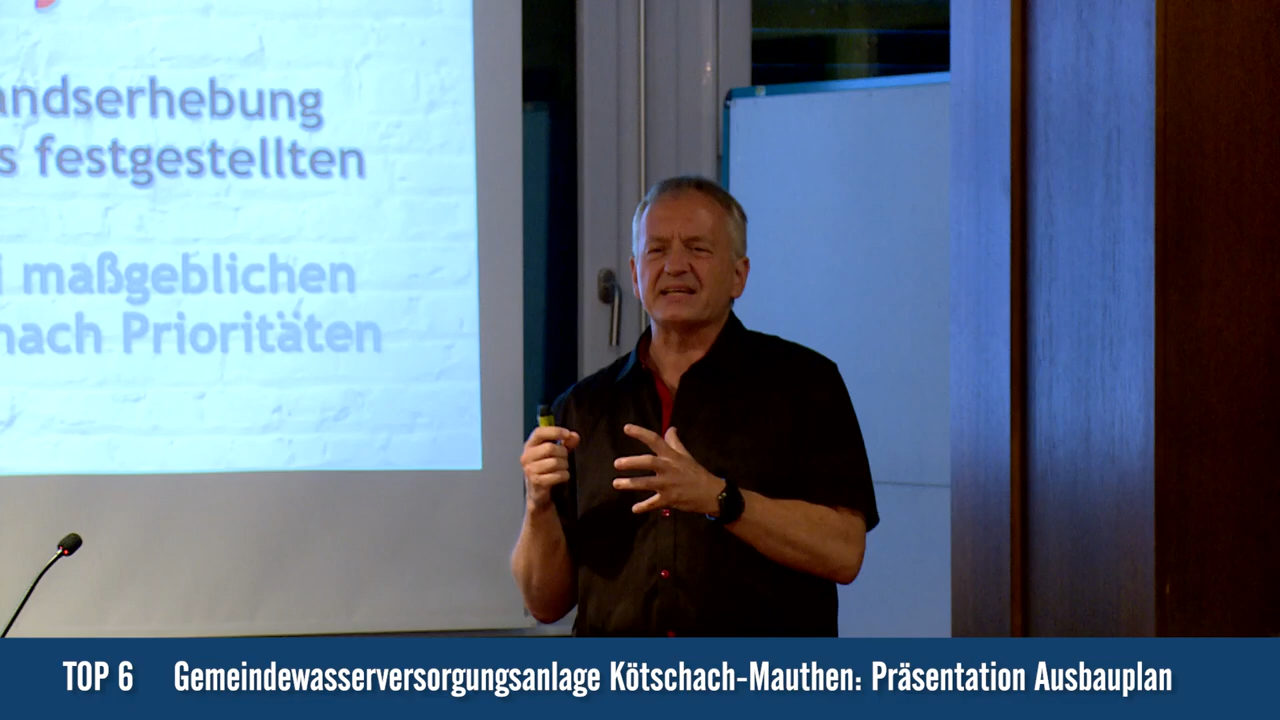 andserhebung
s festgestellten
i maßgeblichen
nach Prioritäten
TOP 6 Gemeindewasserversorgungsanlage Kötschach-Mauthen: Präsentation Ausbauplan